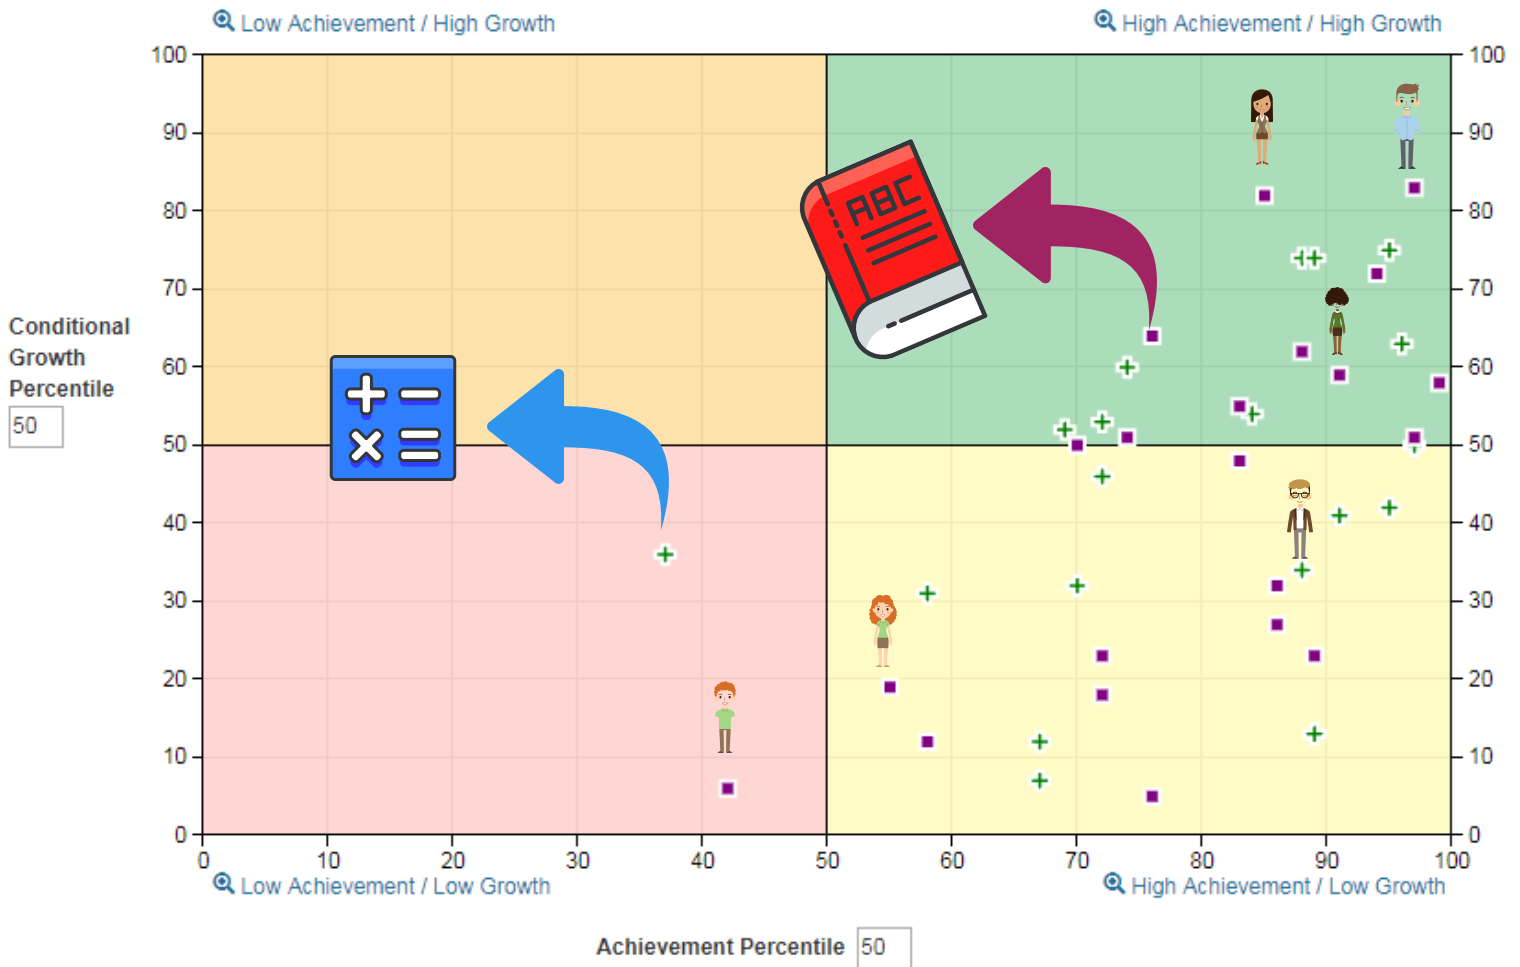 Low Achievement / High Growth
High Achievement / High Growth
100
90
80
70
60
50
40
30
20
10
0
Conditional
Growth
Percentile
50
ABC
100
90
80
70
60
50
40
30
20
10
0
0 10 20 30 40 50 60 70 80 90 100
Low Achievement / Low Growth
High Achievement / Low Growth
Achievement Percentile 50